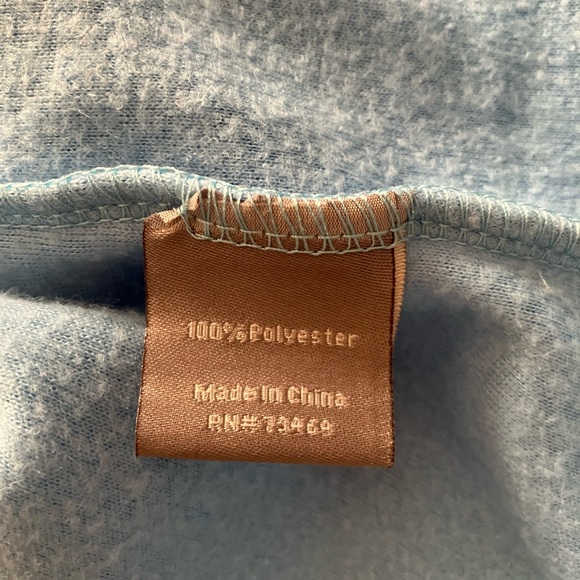 100% Polyester
Made In China
RN# 73469